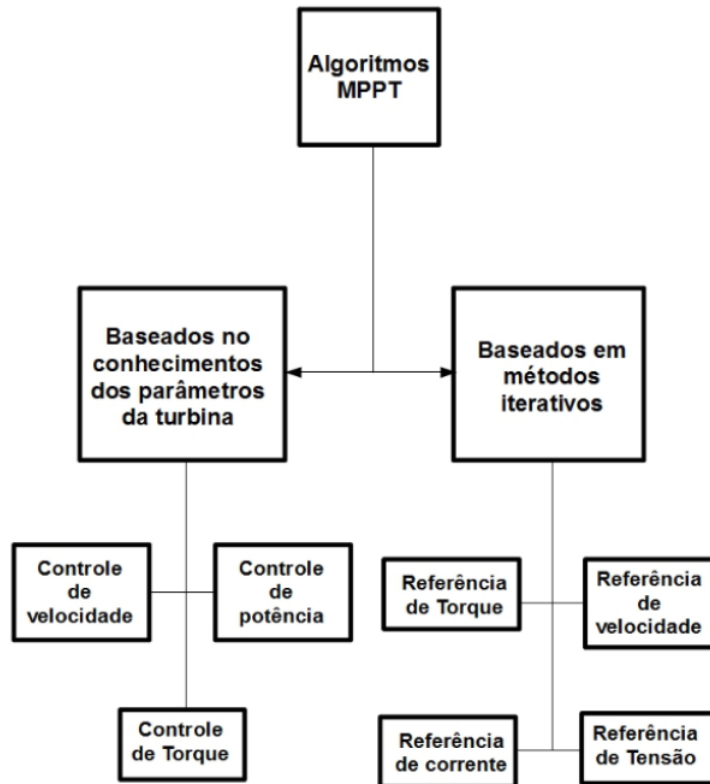 Algoritmos
MPPT
Baseados no
conhecimentos
dos parâmetros
da turbina
Baseados em
métodos
iterativos
Controle
de
velocidade
Controle
de
potência
Controle
de Torque
Referência
de Torque
Referência
de
velocidade
Referência
de corrente
Referência
de Tensão